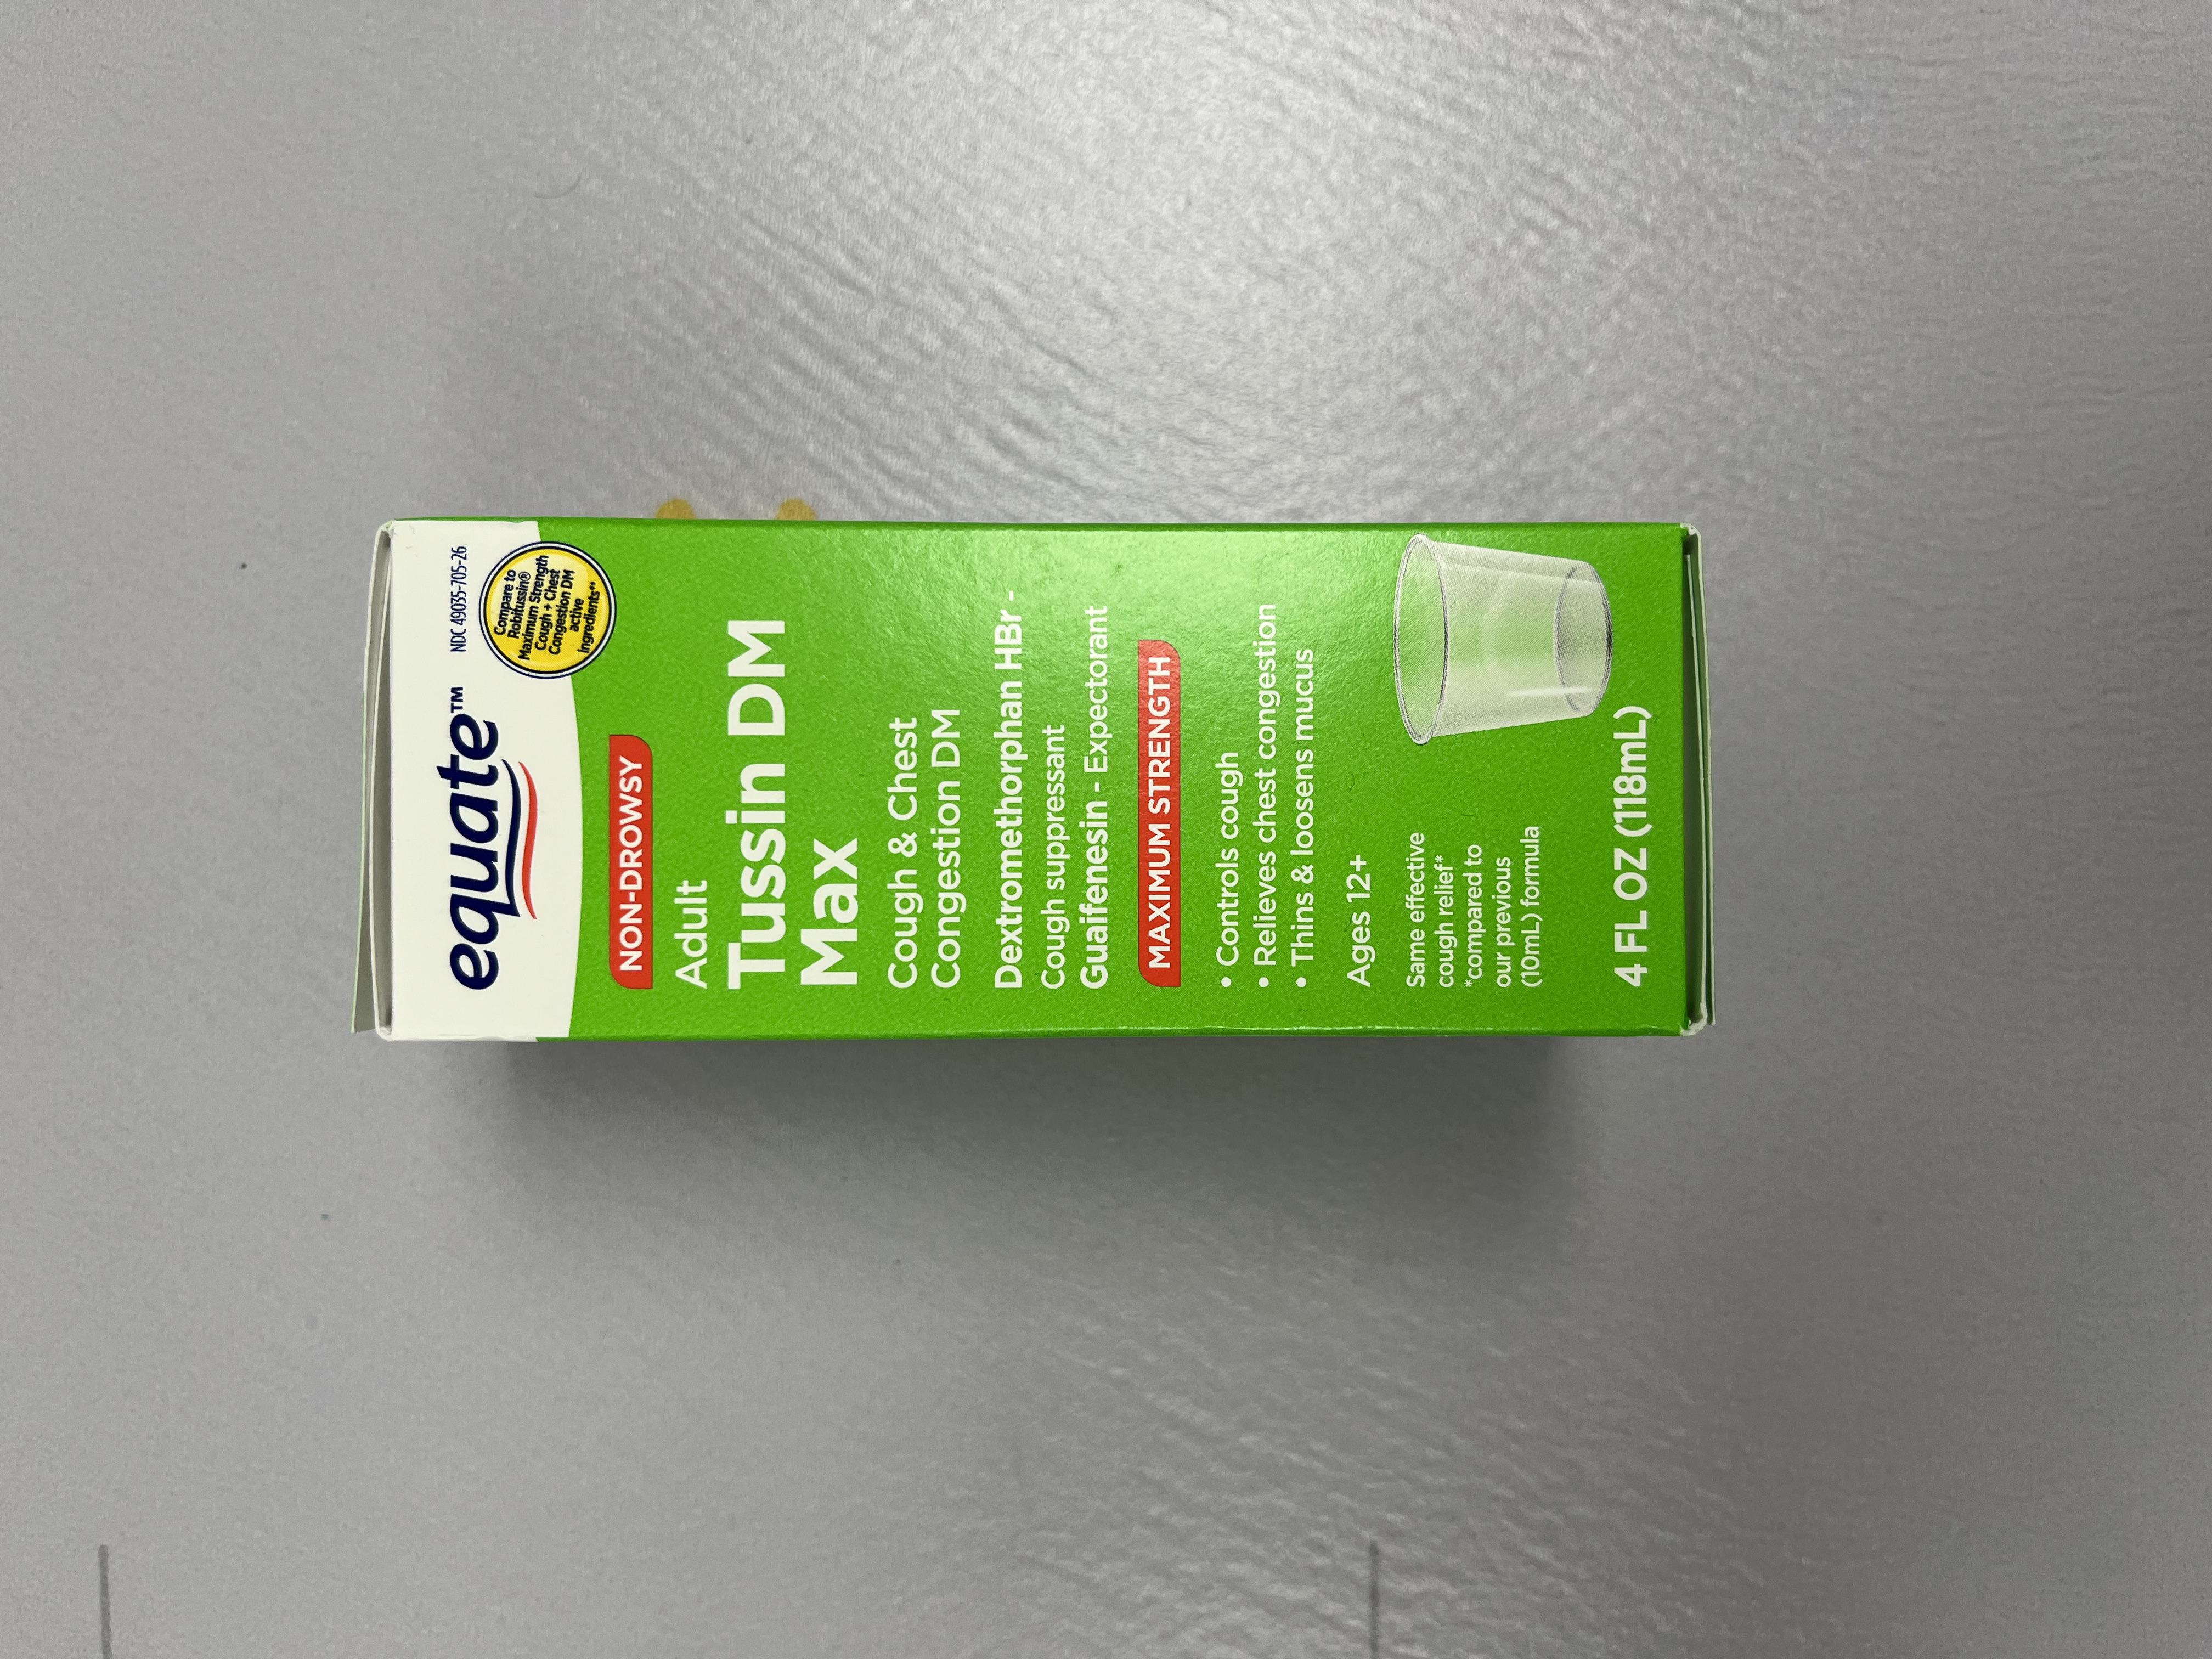 equate™
NDC 49035-705-26
Compare to
Robitussin®
Maximum Strength
Cough + Chest
Congestion DM
active
ingredients**
NON-DROWSY
Adult
Tussin DM
Max
Cough & Chest
Congestion DM
Dextromethorphan HBr -
Cough suppressant
Guaifenesin - Expectorant
MAXIMUM STRENGTH
• Controls cough
• Relieves chest congestion
• Thins & loosens mucus
Ages 12+
Same effective
cough relief*
*compared to
our previous
(10mL) formula
4 FL OZ (118mL)